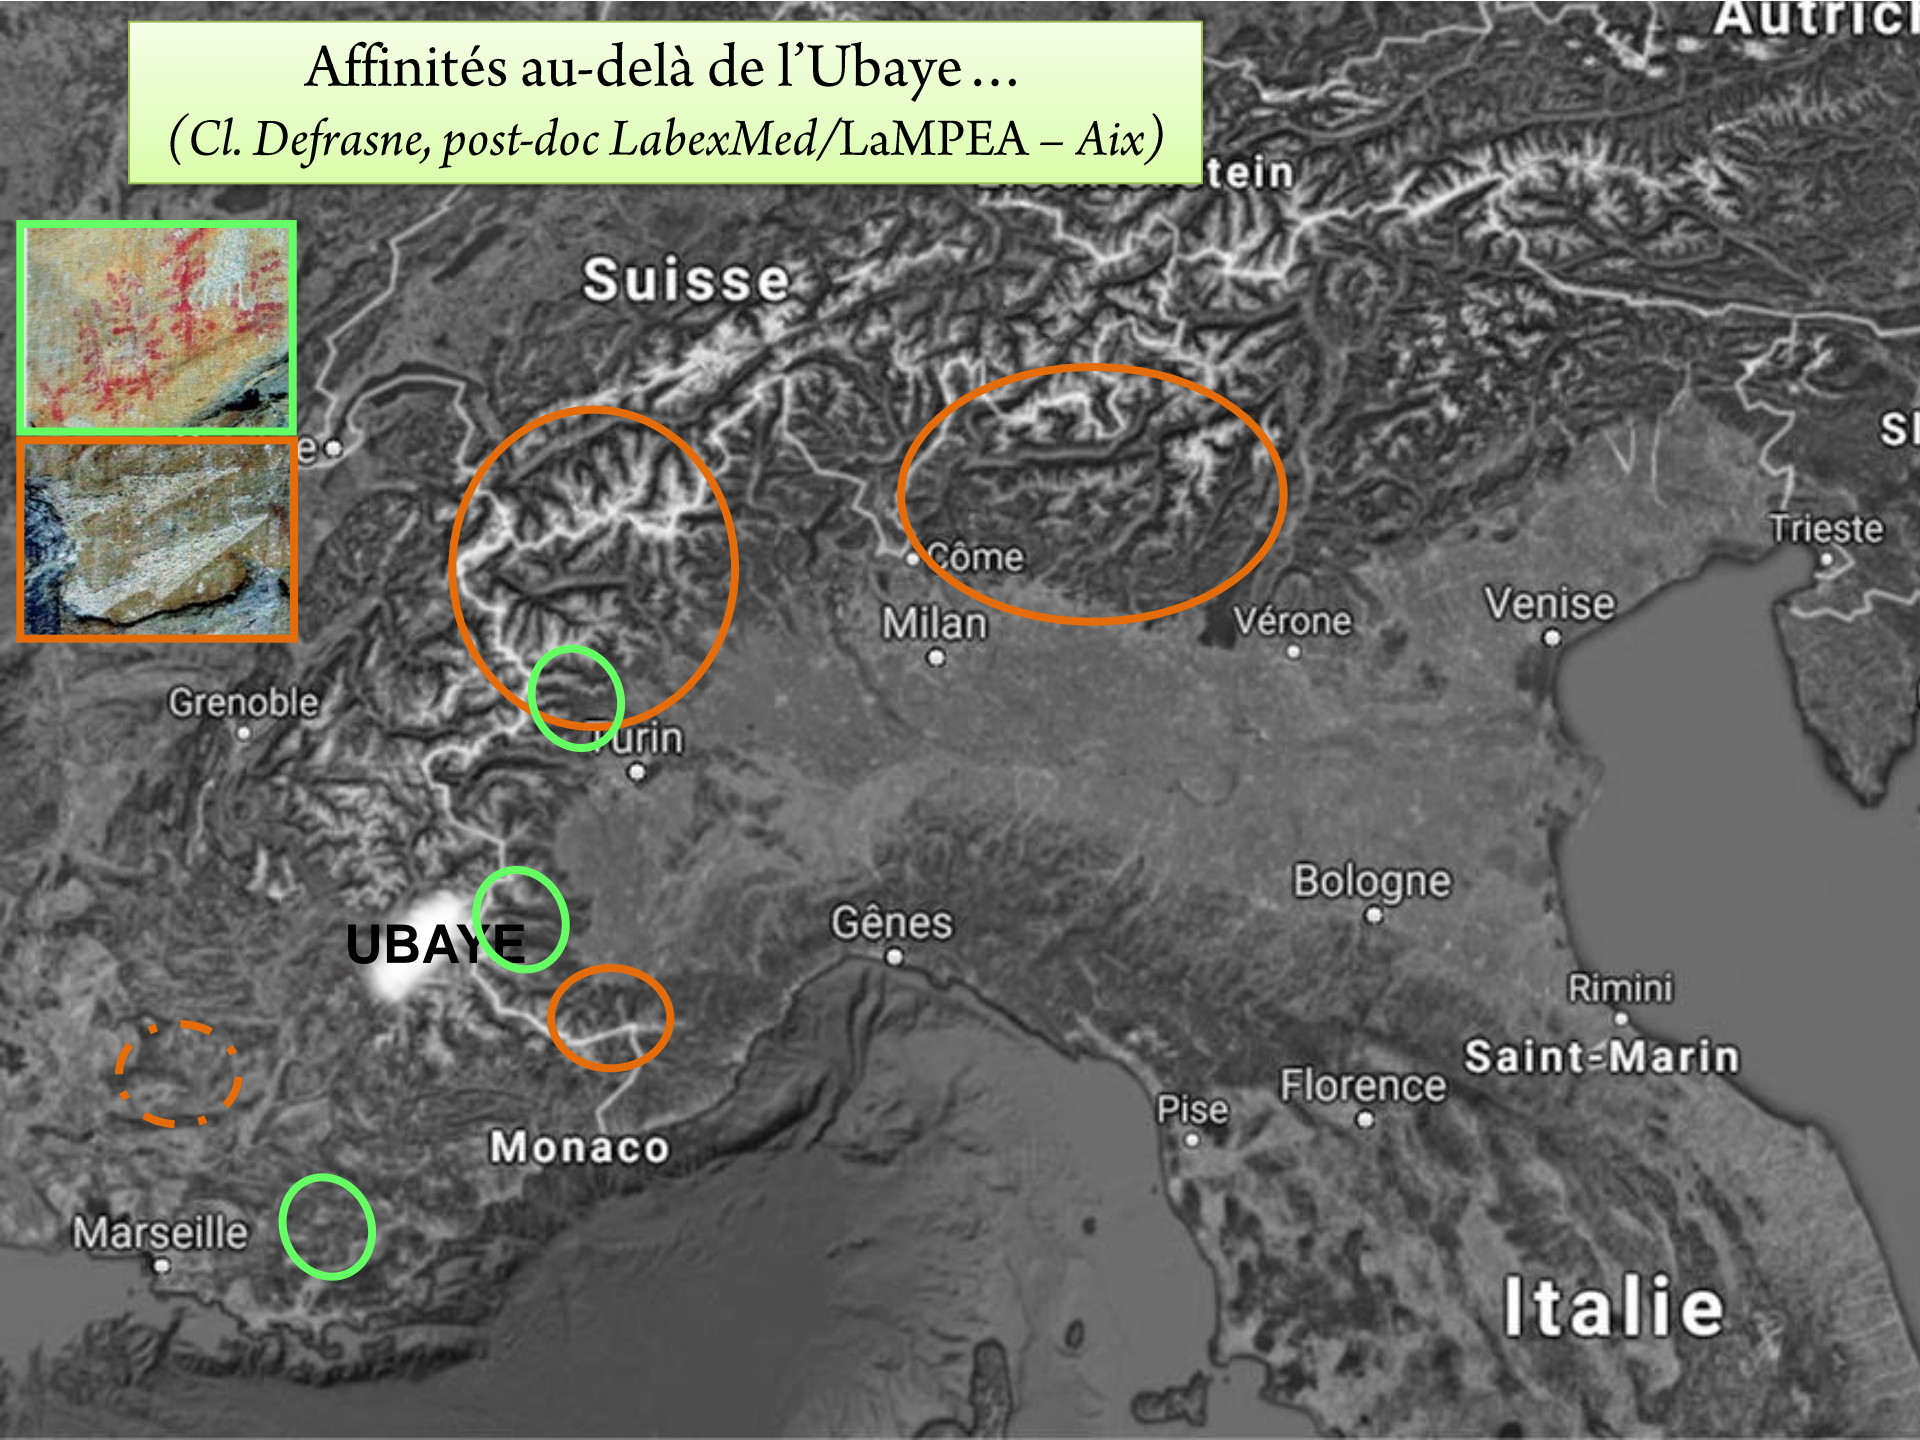 Affinités au-delà de l’Ubaye…
(Cl. Defrasne, post-doc LabexMed/LaMPEA – Aix)
Suisse
Côme
Milan
Vérone
Venise
Trieste
Grenoble
Turin
UBAYE
Gênes
Bologne
Rimini
Saint-Marin
Florence
Pise
Monaco
Marseille
Italie